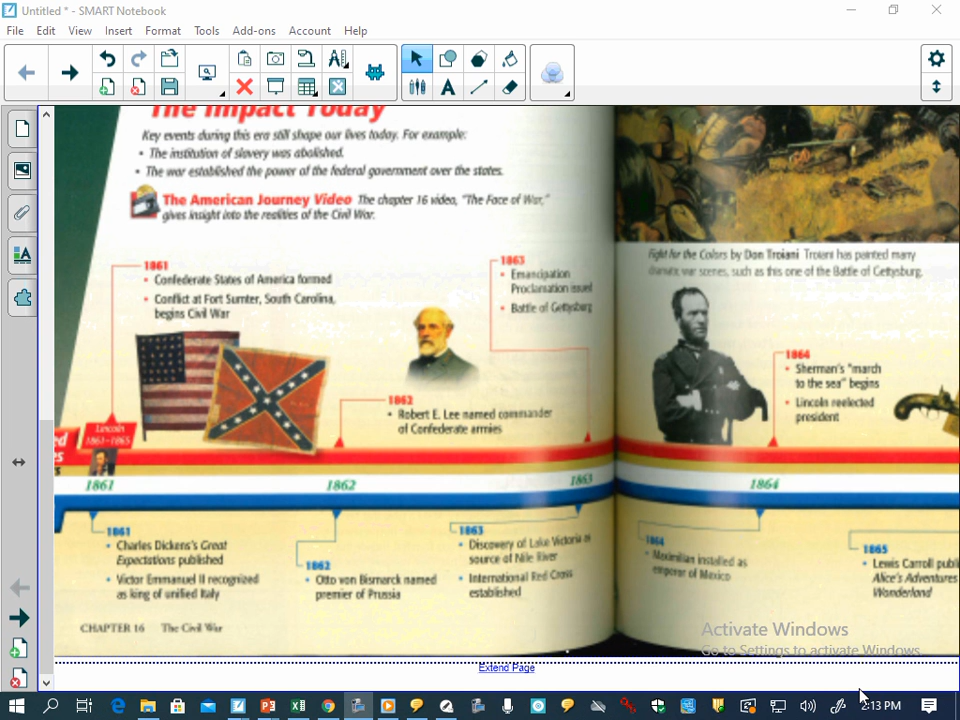 Untitled * - SMART Notebook
File Edit View Insert Format Tools Add-ons Account Help
The Impact Today
Key events during this era still shape our lives today. For example:
• The institution of slavery was abolished.
• The war established the power of the federal government over the states.
The American Journey Video The chapter 16 video, "The Face of War,"
gives insight into the realities of the Civil War.
Fight for the Colors by Don Troiani Troiani has painted many
dramatic war scenes, such as this one of the Battle of Gettysburg.
1861
• Confederate States of America formed
• Conflict at Fort Sumter, South Carolina,
begins Civil War
1863
• Emancipation
Proclamation issued
• Battle of Gettysburg
1862
• Robert E. Lee named commander
of Confederate armies
1864
• Sherman's "march
to the sea" begins
• Lincoln reelected
president
Lincoln
1861–1865
1861 1862 1863 1864
1861
• Charles Dickens's Great
Expectations published
• Victor Emmanuel II recognized
as king of unified Italy
1862
• Otto von Bismarck named
premier of Prussia
1863
• Discovery of Lake Victoria as
source of Nile River
• International Red Cross
established
1864
• Maximilian installed as
emperor of Mexico
1865
• Lewis Carroll publ
Alice's Adventures
Wonderland
CHAPTER 16 The Civil War
Activate Windows
Go to Settings to activate Windows.
Extend Page
2:13 PM